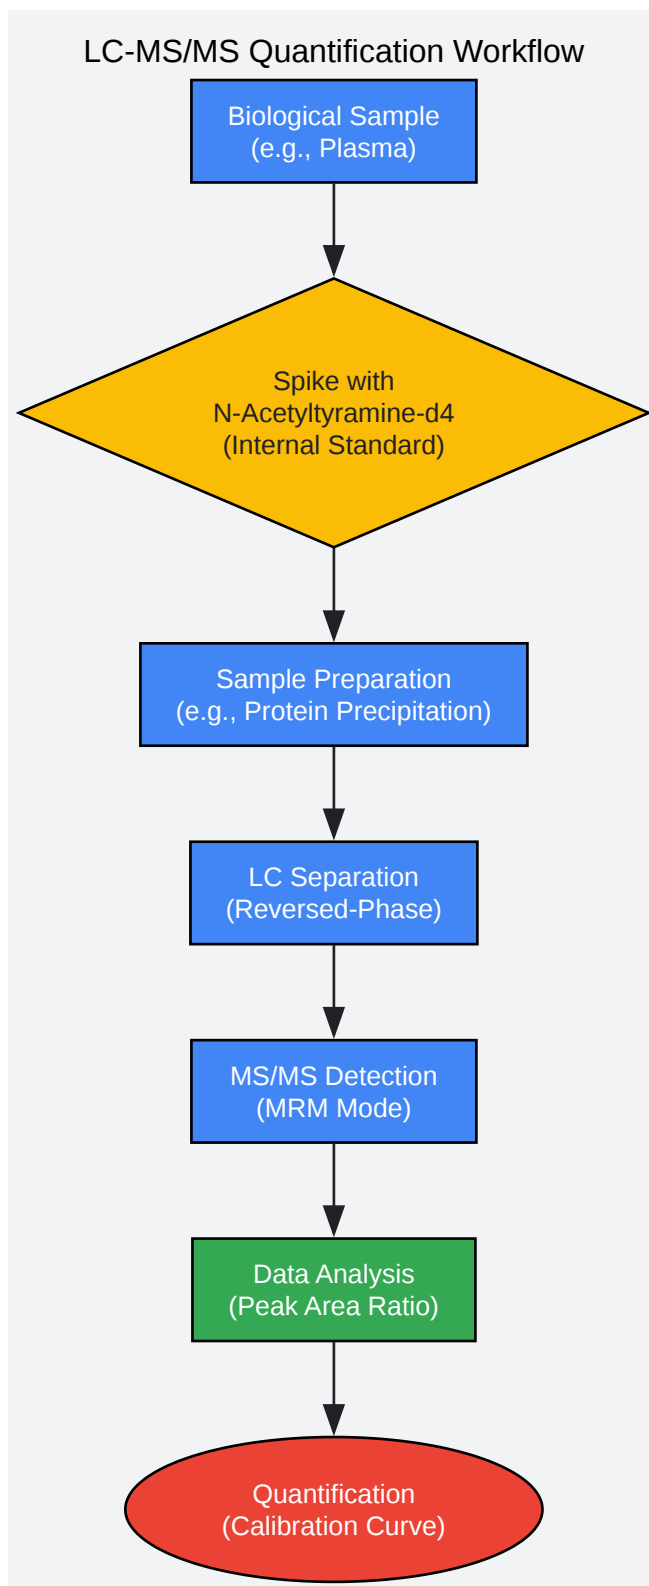 LC-MS/MS Quantification Workflow
Biological Sample
(e.g., Plasma)
Spike with
N-Acetyltyramine-d4
(Internal Standard)
Sample Preparation
(e.g., Protein Precipitation)
LC Separation
(Reversed-Phase)
MS/MS Detection
(MRM Mode)
Data Analysis
(Peak Area Ratio)
Quantification
(Calibration Curve)